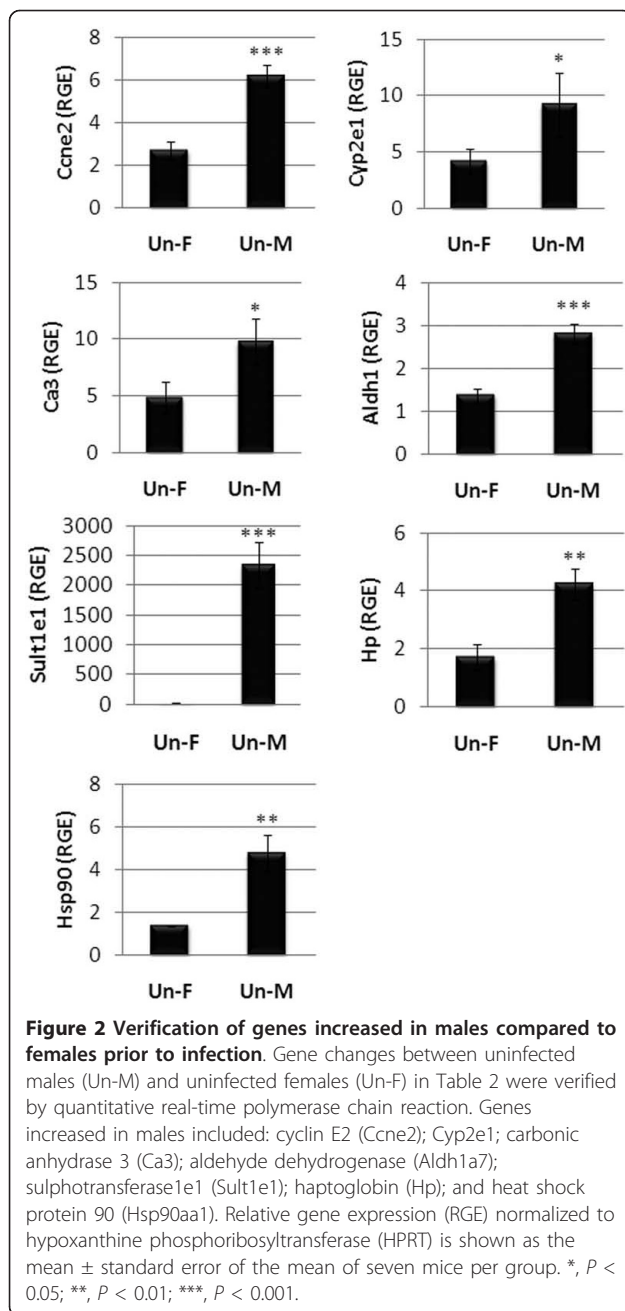 Ccne2 (RGE)
8
6
4
2
0
***
Un-F Un-M
Cyp2e1 (RGE)
15
10
5
0
*
Un-F Un-M
Ca3 (RGE)
15
10
5
0
*
Un-F Un-M
Aldh1 (RGE)
4
3
2
1
0
***
Un-F Un-M
Sult1e1 (RGE)
3000
2500
2000
1500
1000
500
0
***
Un-F Un-M
Hp (RGE)
6
4
2
0
**
Un-F Un-M
Hsp90 (RGE)
8
6
4
2
0
**
Un-F Un-M
Figure 2 Verification of genes increased in males compared to
females prior to infection. Gene changes between uninfected
males (Un-M) and uninfected females (Un-F) in Table 2 were verified
by quantitative real-time polymerase chain reaction. Genes
increased in males included: cyclin E2 (Ccne2); Cyp2e1; carbonic
anhydrase 3 (Ca3); aldehyde dehydrogenase (Aldh1a7);
sulphotransferase1e1 (Sult1e1); haptoglobin (Hp); and heat shock
protein 90 (Hsp90aa1). Relative gene expression (RGE) normalized to
hypoxanthine phosphoribosyltransferase (HPRT) is shown as the
mean ± standard error of the mean of seven mice per group. *, P <
0.05; **, P < 0.01; ***, P < 0.001.